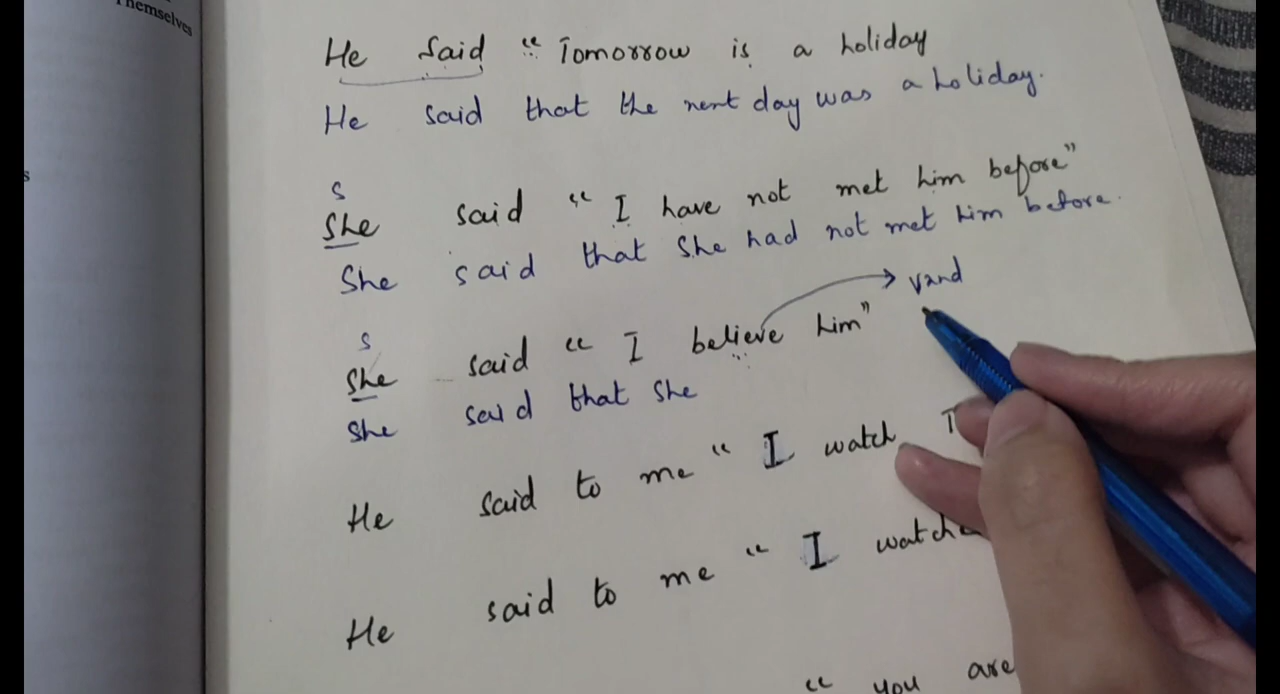 Themselves
He said “ Tomorrow is a holiday
He said that the next day was a holiday.
S
She said “ I have not met him before”
She said that She had not met him before.
V2nd
S
She said “ I believe him”
She said that She
He said to me “ I watch T
He said to me “ I watche
“ you are